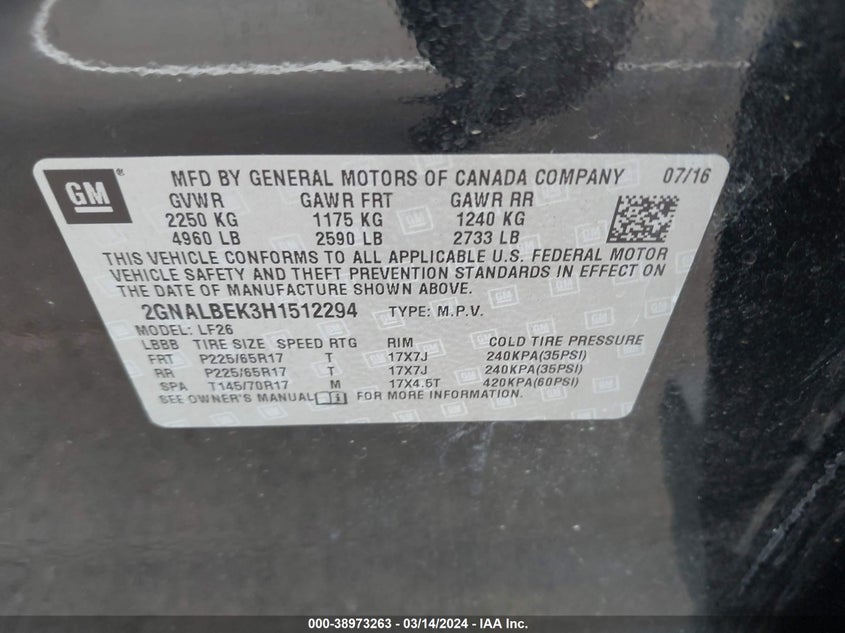 GM ® MFD BY GENERAL MOTORS OF CANADA COMPANY 07/16
GVWR GAWR FRT GAWR RR
2250 KG 1175 KG 1240 KG
4960 LB 2590 LB 2733 LB
THIS VEHICLE CONFORMS TO ALL APPLICABLE U.S. FEDERAL MOTOR
VEHICLE SAFETY AND THEFT PREVENTION STANDARDS IN EFFECT ON
THE DATE OF MANUFACTURE SHOWN ABOVE.
2GNALBEK3H1512294 TYPE: M.P.V.
MODEL: LF26
LBBB TIRE SIZE SPEED RTG RIM COLD TIRE PRESSURE
FRT P225/65R17 T 17X7J 240KPA(35PSI)
RR P225/65R17 T 17X7J 240KPA(35PSI)
SPA T145/70R17 M 17X4.5T 420KPA(60PSI)
SEE OWNER'S MANUAL FOR MORE INFORMATION.
000-38973263 - 03/14/2024 - IAA Inc.